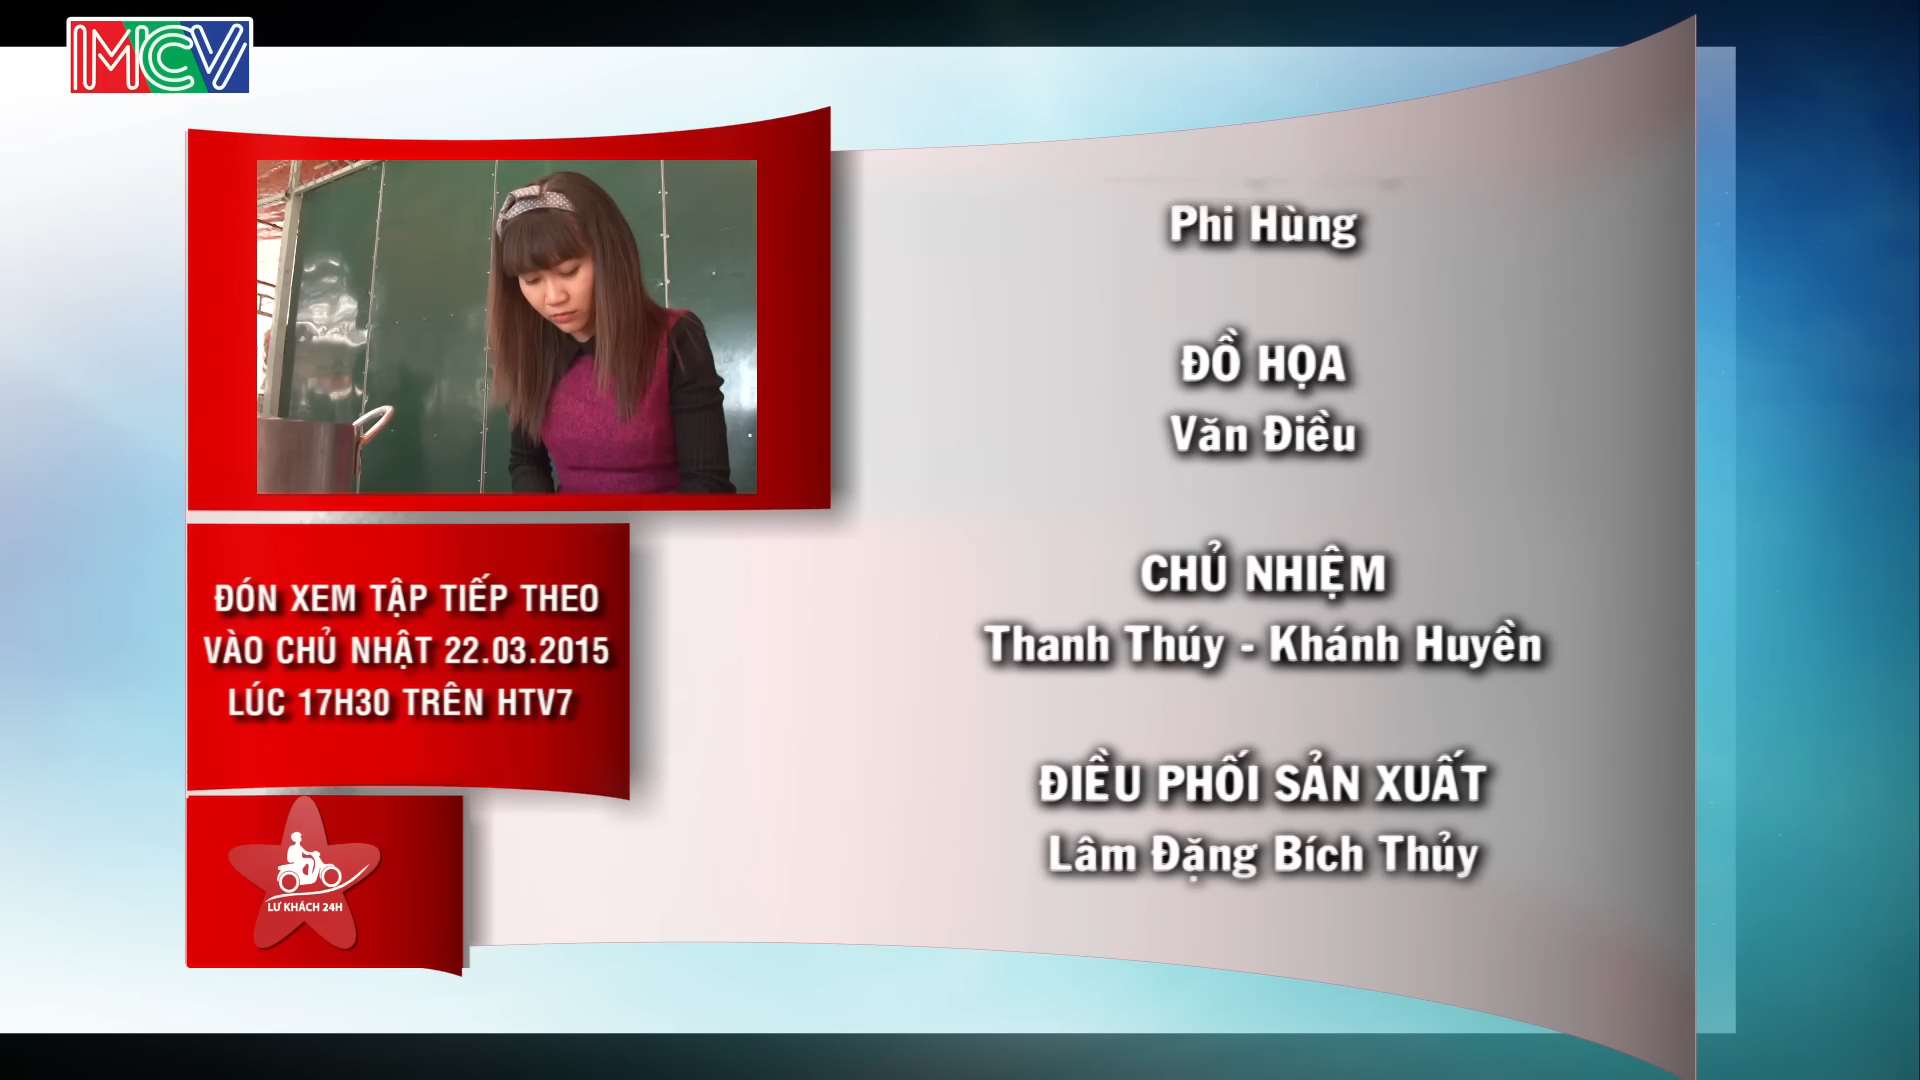 MCV
ĐÓN XEM TẬP TIẾP THEO
VÀO CHỦ NHẬT 22.03.2015
LÚC 17H30 TRÊN HTV7
LƯ KHÁCH 24H
Phi Hùng
ĐỒ HỌA
Văn Điều
CHỦ NHIỆM
Thanh Thúy - Khánh Huyền
ĐIỀU PHỐI SẢN XUẤT
Lâm Đặng Bích Thủy